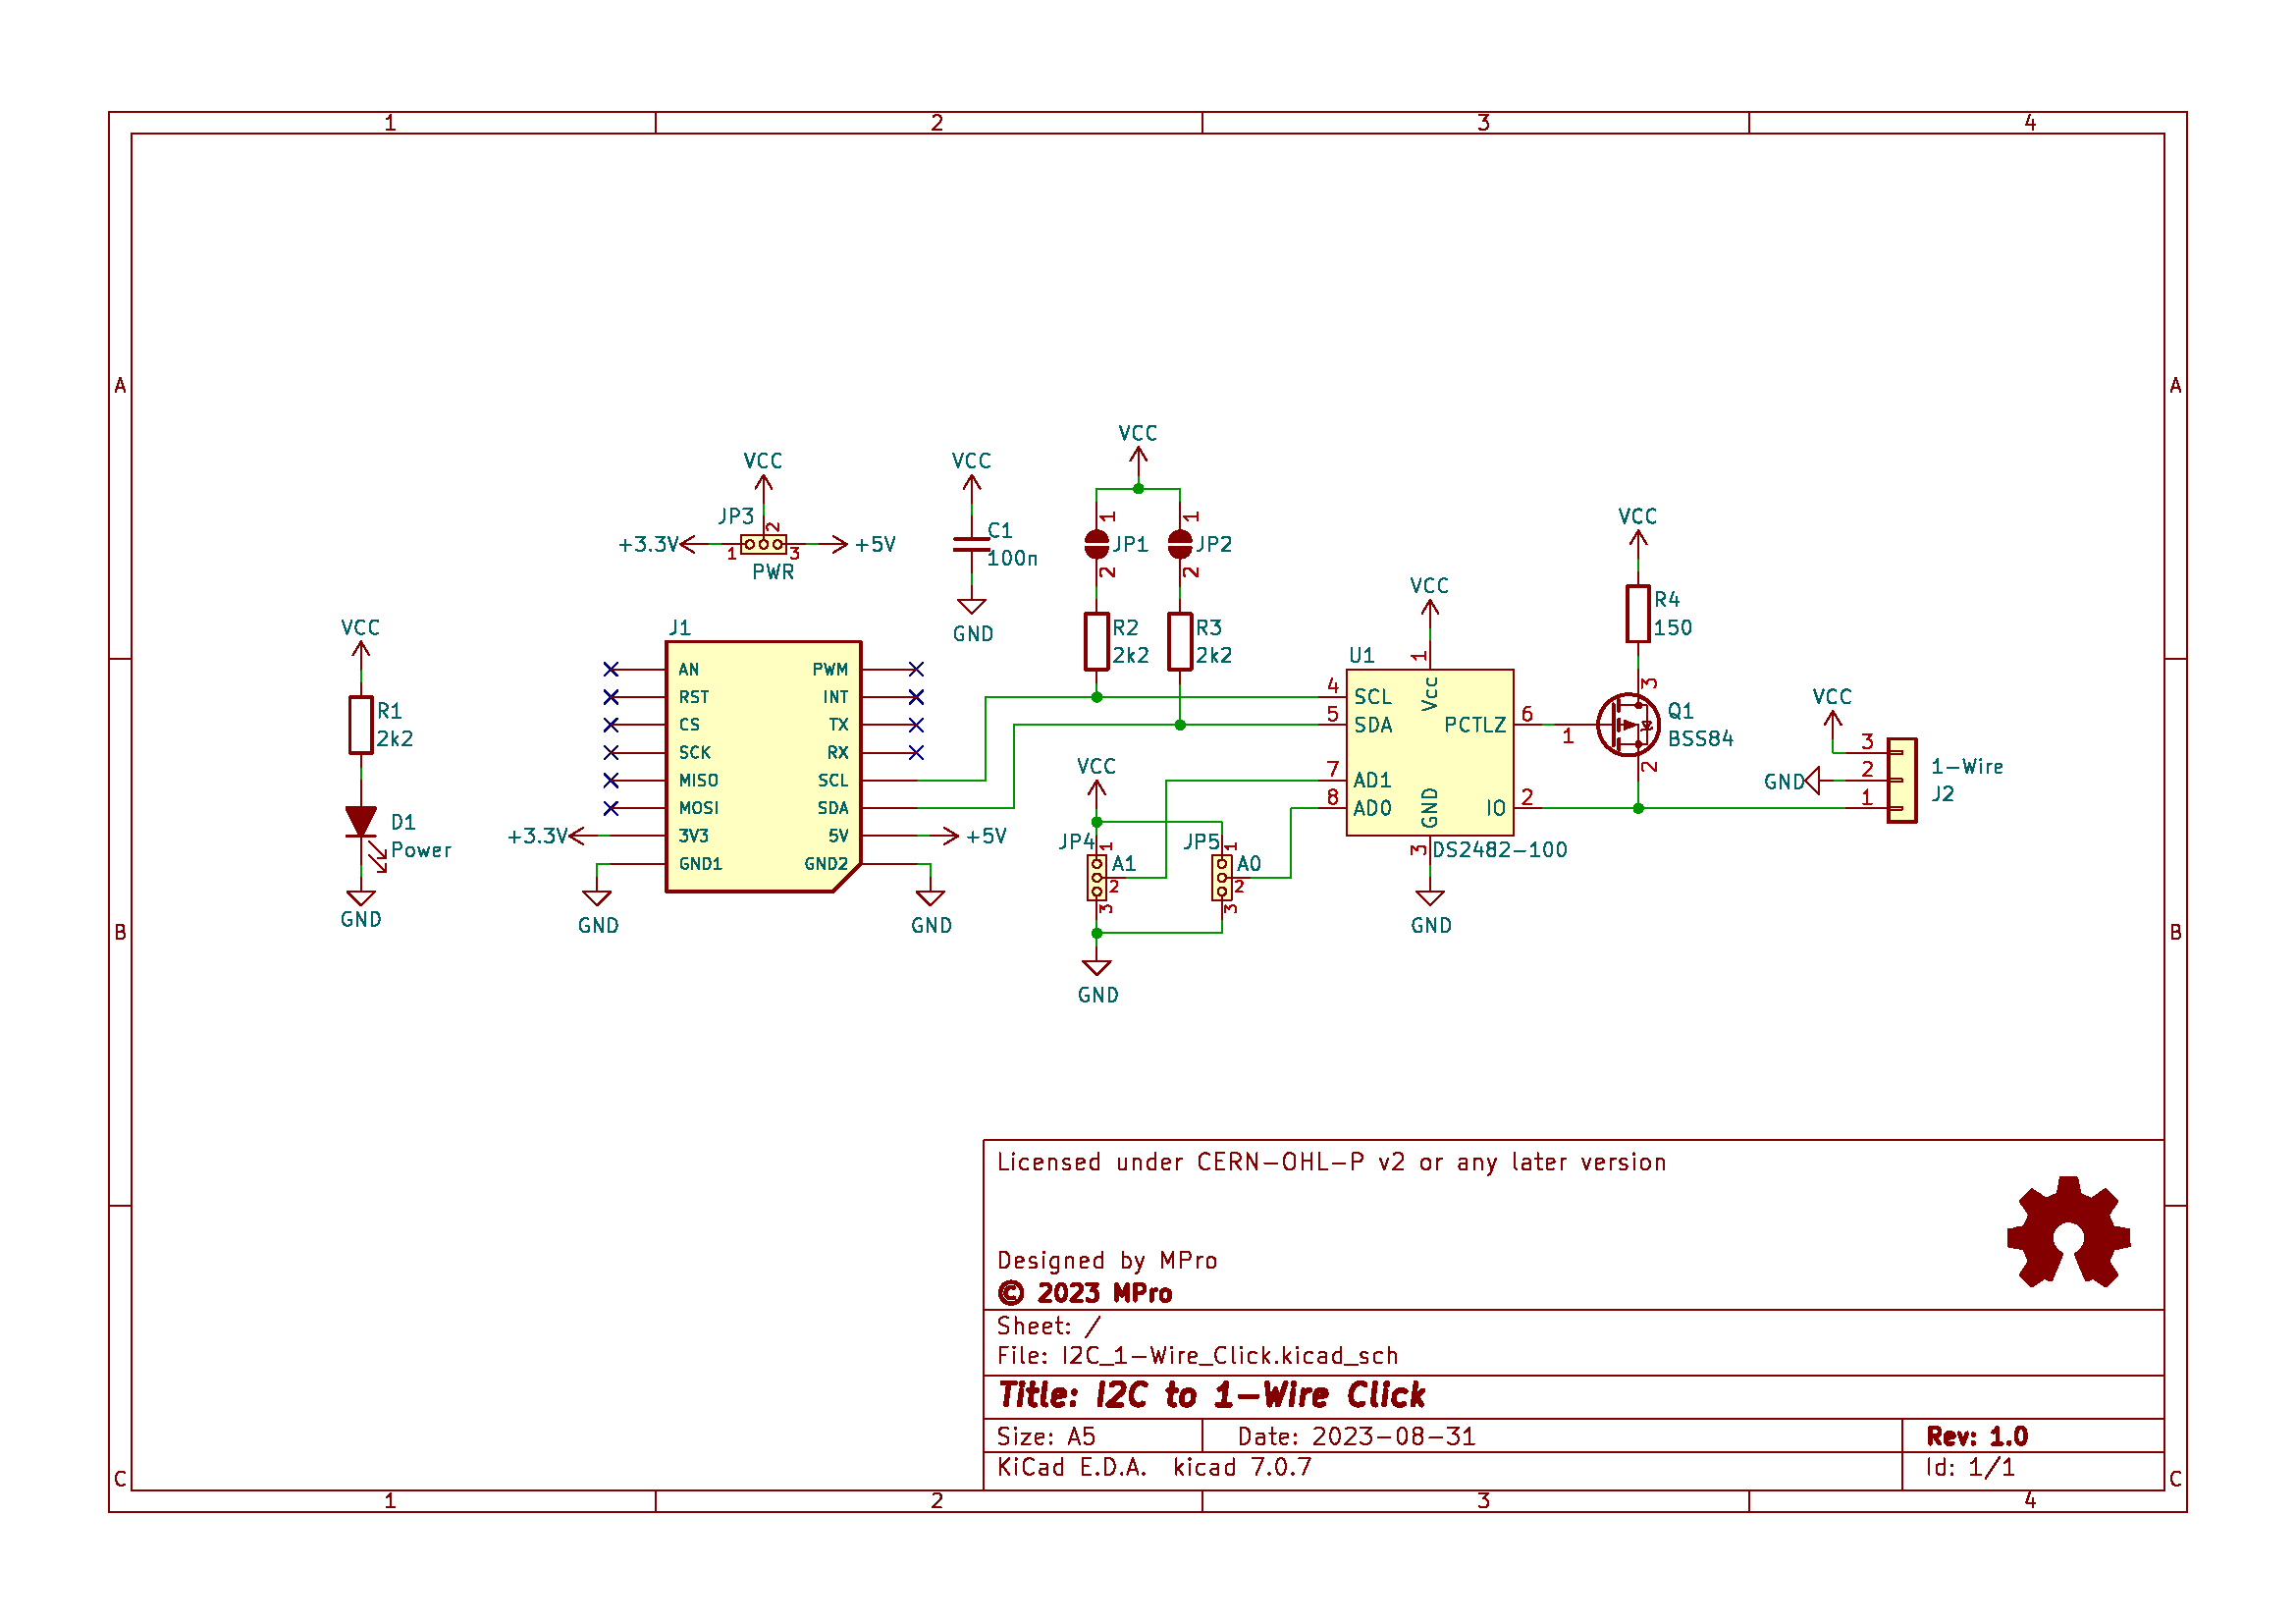 1 2 3 4
A A
VCC
VCC VCC
JP3 2 C1
+3.3V 1 3 +5V 100n
PWR
GND
1 1
JP1 JP2
2 2
R2 R3
2k2 2k2
VCC
R4
150
VCC
R1
2k2
D1
Power
GND
J1
AN PWM
RST INT
CS TX
SCK RX
MISO SCL
MOSI SDA
+3.3V 3V3 5V +5V
GND1 GND2
GND GND
VCC
JP4 1 JP5 1
A1 A0
2 2
3 3
GND
VCC
U1 1
4 SCL Vcc
5 SDA PCTLZ 6
7 AD1
8 AD0 GND IO 2
3 DS2482-100
GND
3
Q1
1 BSS84
2
VCC
3
GND 2 1-Wire
1 J2
B B
Licensed under CERN-OHL-P v2 or any later version
Designed by MPro
© 2023 MPro
Sheet: /
File: I2C_1-Wire_Click.kicad_sch
Title: I2C to 1-Wire Click
Size: A5 Date: 2023-08-31 Rev: 1.0
KiCad E.D.A. kicad 7.0.7 Id: 1/1
C C
1 2 3 4